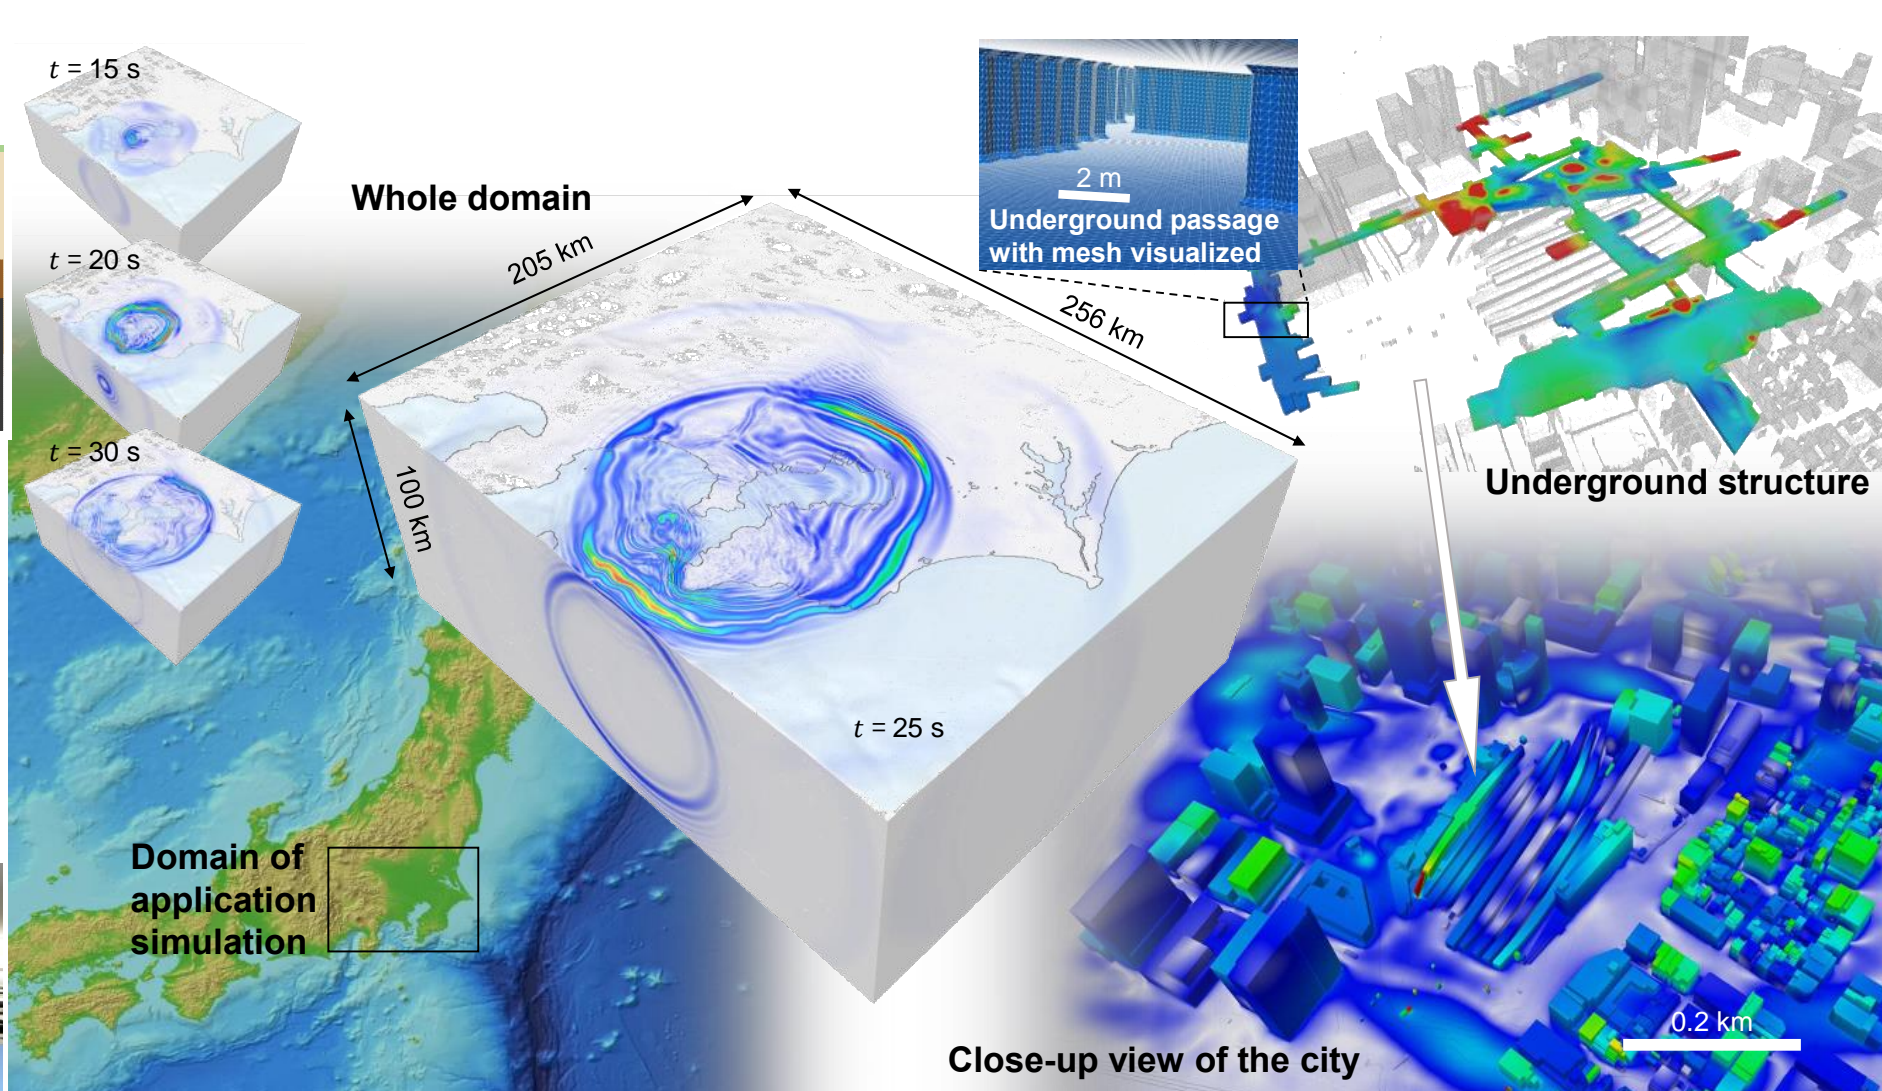 t = 15 s
t = 20 s
t = 30 s
Whole domain
205 km
256 km
100 km
t = 25 s
2 m
Underground passage
with mesh visualized
Underground structure
Domain of
application
simulation
0.2 km
Close-up view of the city